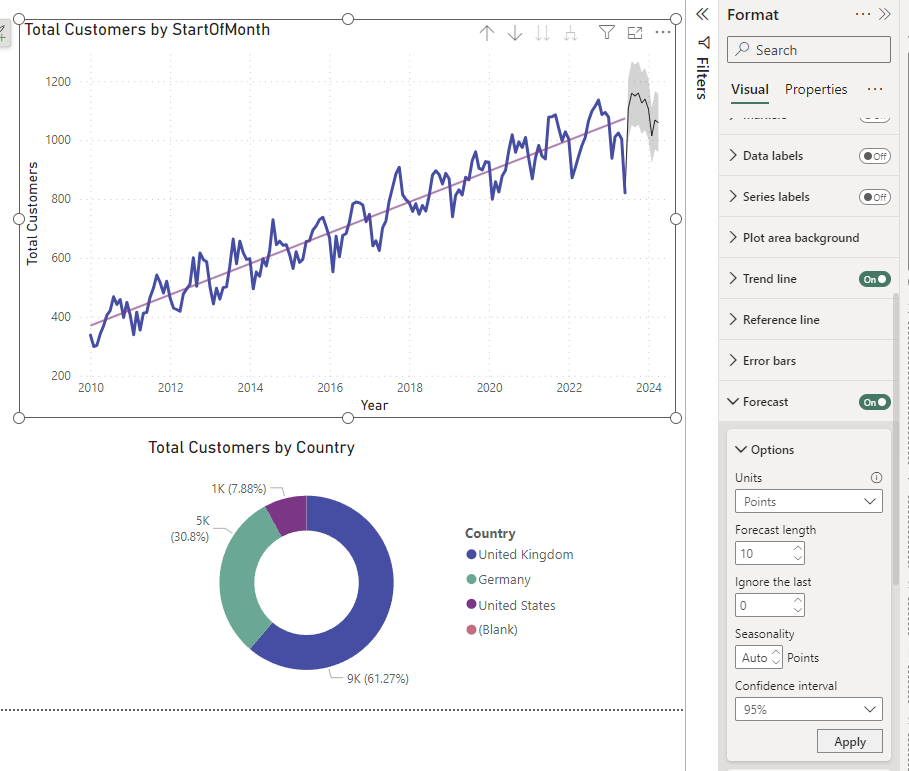 Total Customers by StartOfMonth
Total Customers
1200
1000
800
600
400
200
2010 2012 2014 2016 2018 2020 2022 2024
Year
Total Customers by Country
1K (7.88%)
5K
(30.8%)
9K (61.27%)
Country
United Kingdom
Germany
United States
(Blank)
Filters
Format
Search
Visual Properties
Data labels Off
Series labels Off
Plot area background
Trend line On
Reference line
Error bars
Forecast On
Options
Units
Points
Forecast length
10
Ignore the last
0
Seasonality
Auto Points
Confidence interval
95%
Apply